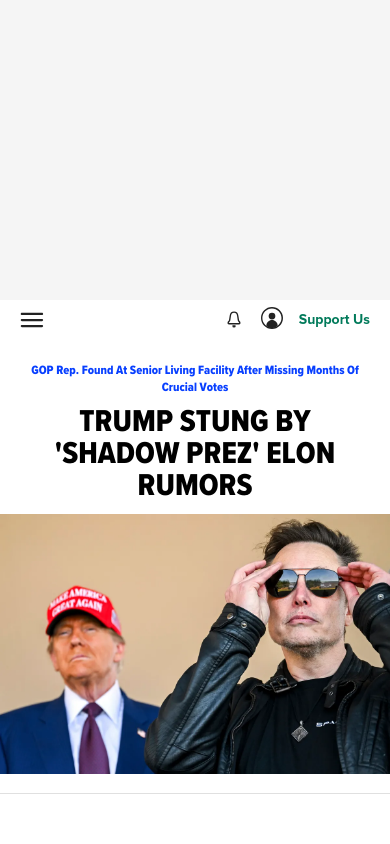 Support Us
GOP Rep. Found At Senior Living Facility After Missing Months Of
Crucial Votes
TRUMP STUNG BY
'SHADOW PREZ' ELON
RUMORS
MAKE AMERICA
GREAT AGAIN